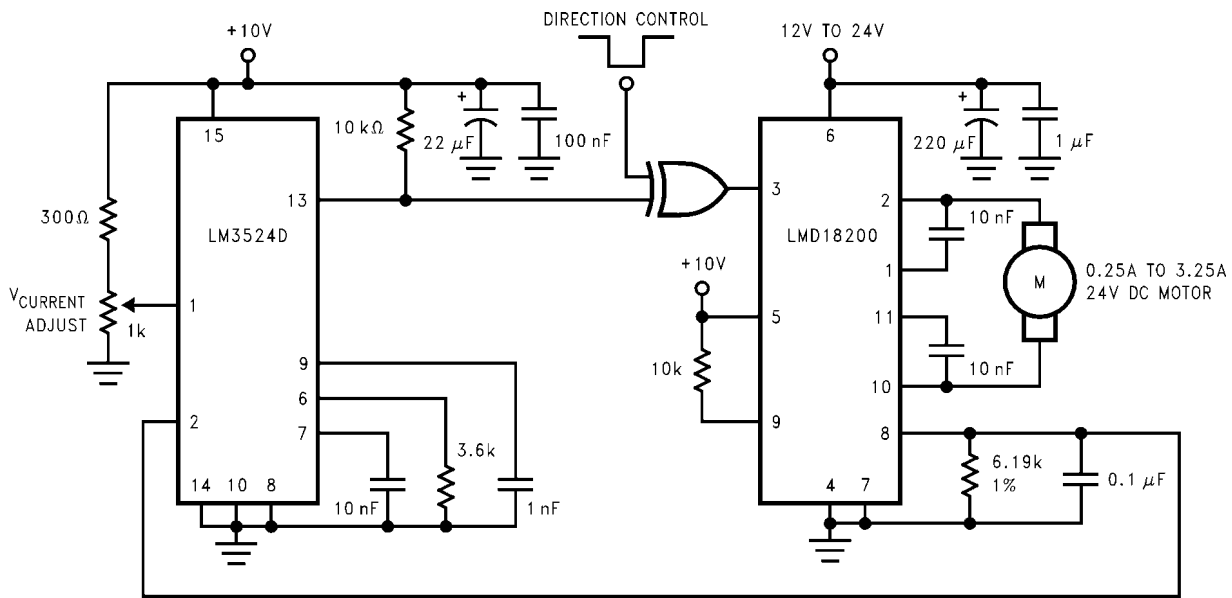 DIRECTION CONTROL
+10V
12V TO 24V
15
10 kΩ
+
22 μF
100 nF
6
+
220 μF
1 μF
13
3
2
300Ω
LM3524D
LMD18200
10 nF
+10V
1
M
0.25A TO 3.25A
24V DC MOTOR
VCURRENT
ADJUST
1k
1
5
11
9
10k
10 nF
6
10
2
7
9
8
3.6k
6.19k
1%
0.1 μF
14
10
8
10 nF
1 nF
4
7